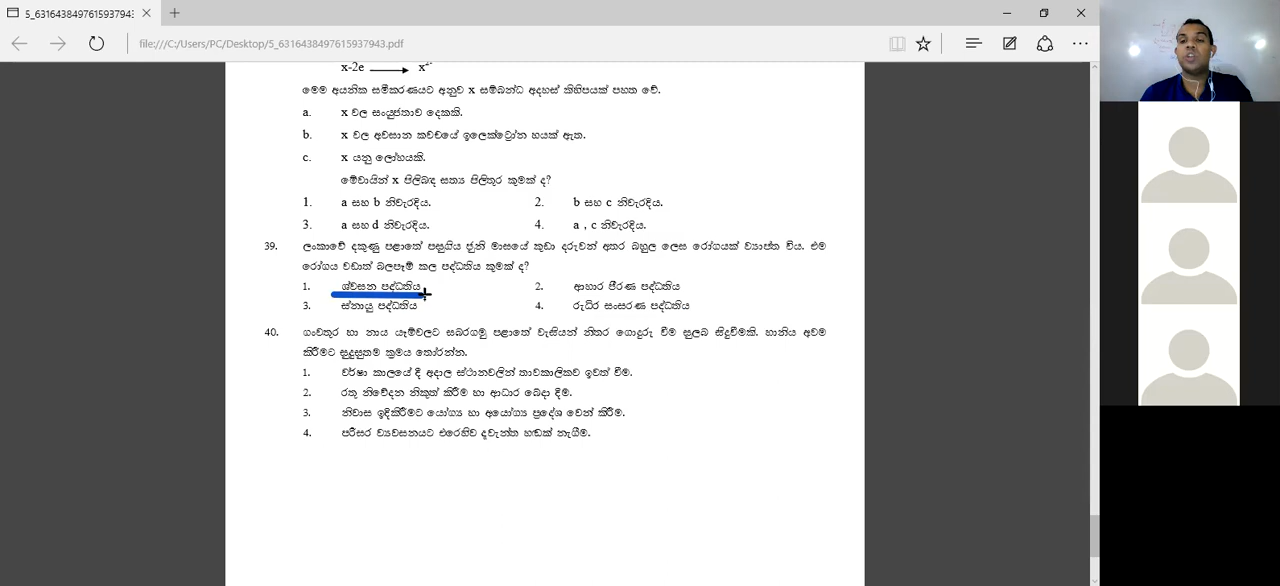 5_6316438497615937943.
file:///C:/Users/PC/Desktop/5_6316438497615937943.pdf
x-2e ⟶ x²⁺
මෙම අයනික සමීකරණයට අනුව x සම්බන්ධ අදහස් කිහිපයක් පහත වේ.
a. x වල සංයුජතාව දෙකකි.
b. x වල අවසාන කවචයේ ඉලෙක්ට්‍රෝන හයක් ඇත.
c. x යනු ලෝහයකි.
මේවායින් x පිලිබඳ සත්‍ය පිලිතුර කුමක් ද?
1. a සහ b නිවැරදිය. 2. b සහ c නිවැරදිය.
3. a සහ d නිවැරදිය. 4. a , c නිවැරදිය.
39. ලංකාවේ දකුණු පළාතේ පසුගිය ජුනි මාසයේ කුඩා දරුවන් අතර බහුල ලෙස රෝගයක් ව්‍යාප්ත විය. එම
රෝගය වඩාත් බලපෑම් කල පද්ධතිය කුමක් ද?
1. ශ්වසන පද්ධතිය 2. ආහාර ජීරණ පද්ධතිය
3. ස්නායු පද්ධතිය 4. රුධිර සංසරණ පද්ධතිය
40. ගංවතුර හා නාය යෑම්වලට සබරගමු පළාතේ වැසියන් නිතර ගොදුරු වීම සුලබ සිදුවීමකි. හානිය අවම
කිරීමට සුදුසුතම ක්‍රමය තෝරන්න.
1. වර්ෂා කාලයේ දී අදාල ස්ථානවලින් තාවකාලිකව ඉවත් වීම.
2. රතු නිවේදන නිකුත් කිරීම හා ආධාර බේදා දීම.
3. නිවාස ඉදිකිරීමට යෝග්‍ය හා අයෝග්‍ය ප්‍රදේශ වෙන් කිරීම.
4. පරිසර ව්‍යවසනයට එරෙහිව දැවැන්ත හඬක් නැගීම.